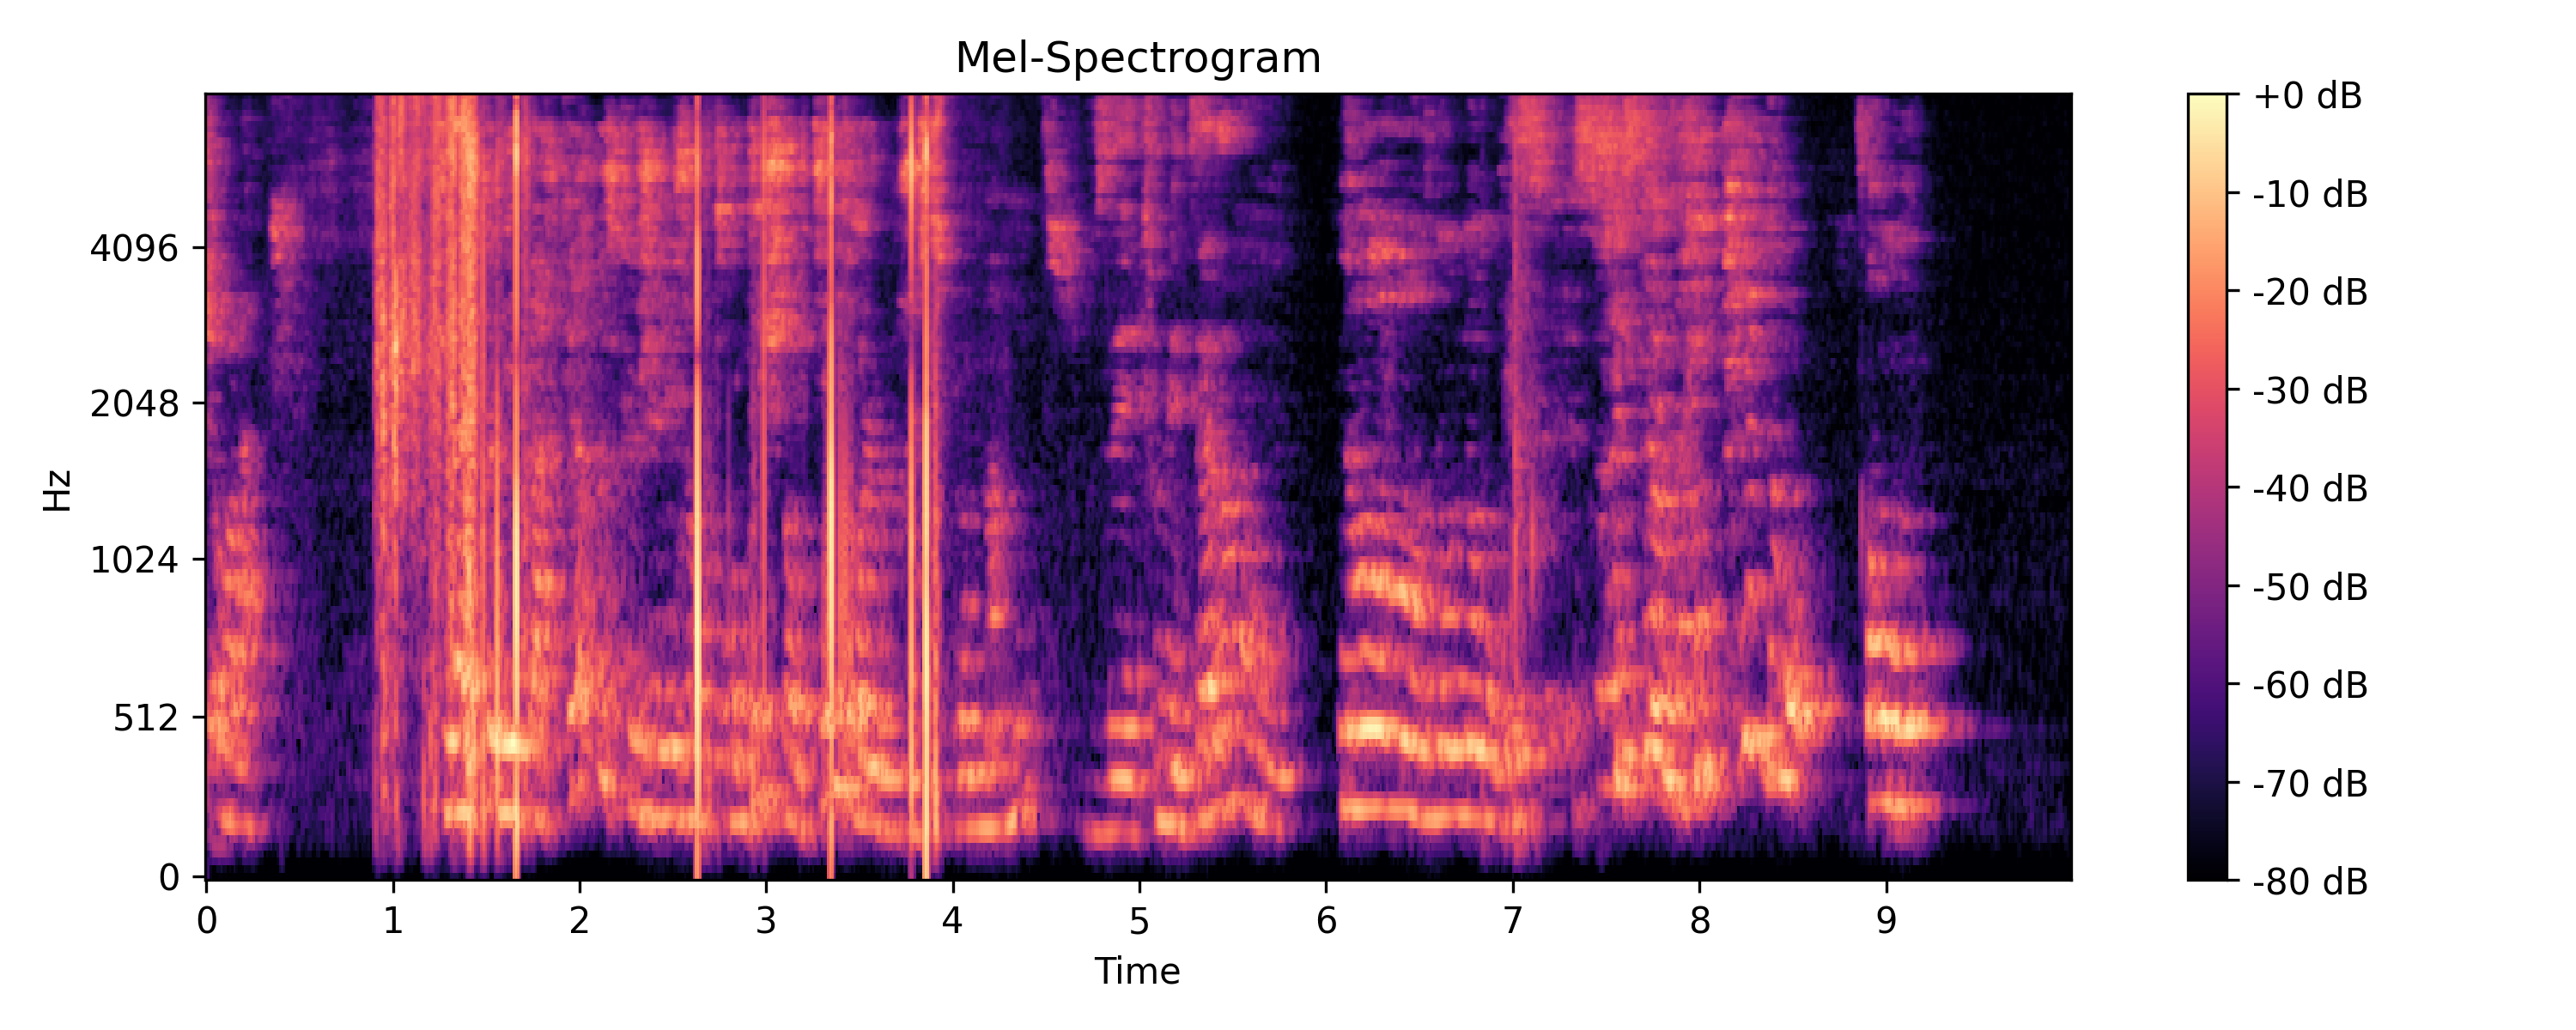 Mel-Spectrogram
Hz
4096
2048
1024
512
0
0 1 2 3 4 5 6 7 8 9
Time
+0 dB
-10 dB
-20 dB
-30 dB
-40 dB
-50 dB
-60 dB
-70 dB
-80 dB